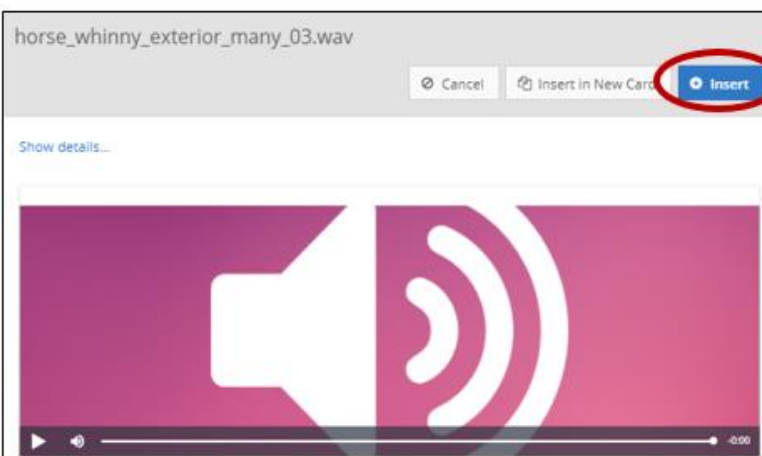 horse_whinny_exterior_many_03.wav
Cancel Insert in New Card Insert
Show details...
-0:00